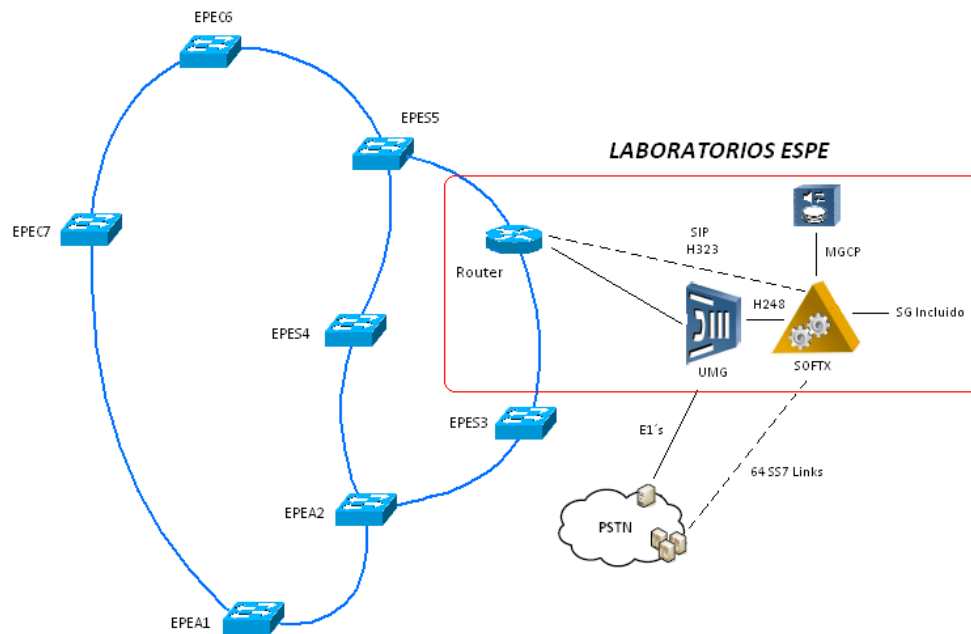 EPEC6
EPES5
LABORATORIOS ESPE
EPEC7
SIP
H323
MGCP
Router
H248
SG Incluido
EPES4
UMG
SOFTX
EPES3
E1´s
64 SS7 Links
EPEA2
PSTN
EPEA1